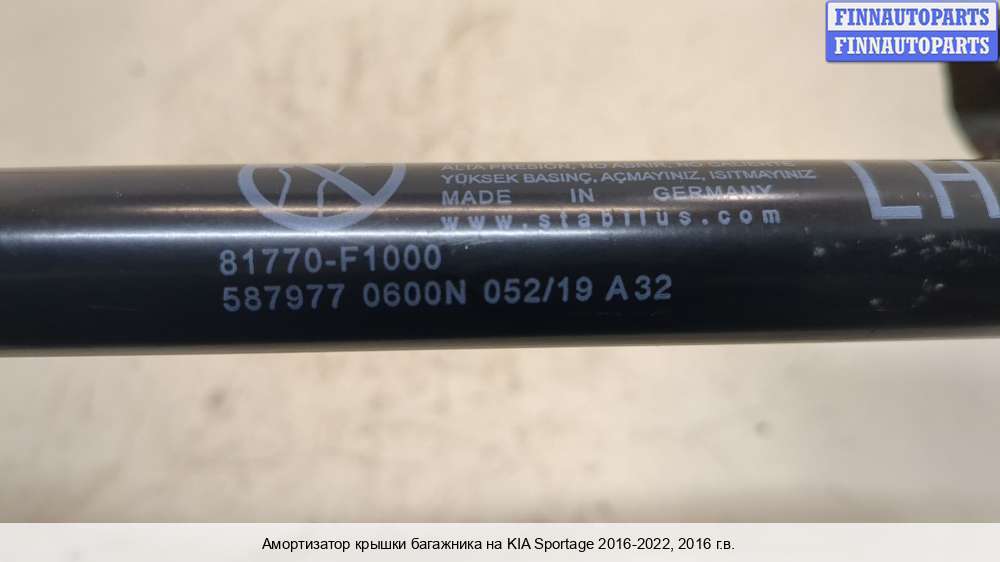 FINNAUTOPARTS
FINNAUTOPARTS
ALTA PRESION, NO ABRIR, NO CALIENTE
YÜKSEK BASINÇ, AÇMAYINIZ, ISITMAYINIZ
MADE IN GERMANY
www.stabilus.com
LH
81770-F1000
587977 0600N 052/19 A32
Амортизатор крышки багажника на KIA Sportage 2016-2022, 2016 г.в.